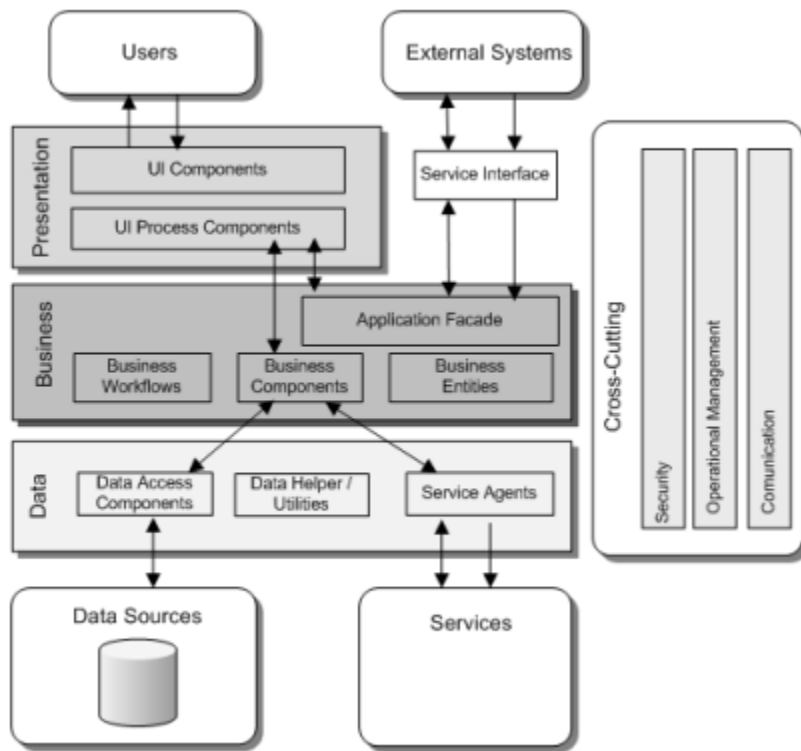 Users
External Systems
Presentation
UI Components
UI Process Components
Service Interface
Business
Application Facade
Business
Workflows
Business
Components
Business
Entities
Data
Data Access
Components
Data Helper /
Utilities
Service Agents
Data Sources
Services
Cross-Cutting
Security
Operational Management
Comunication